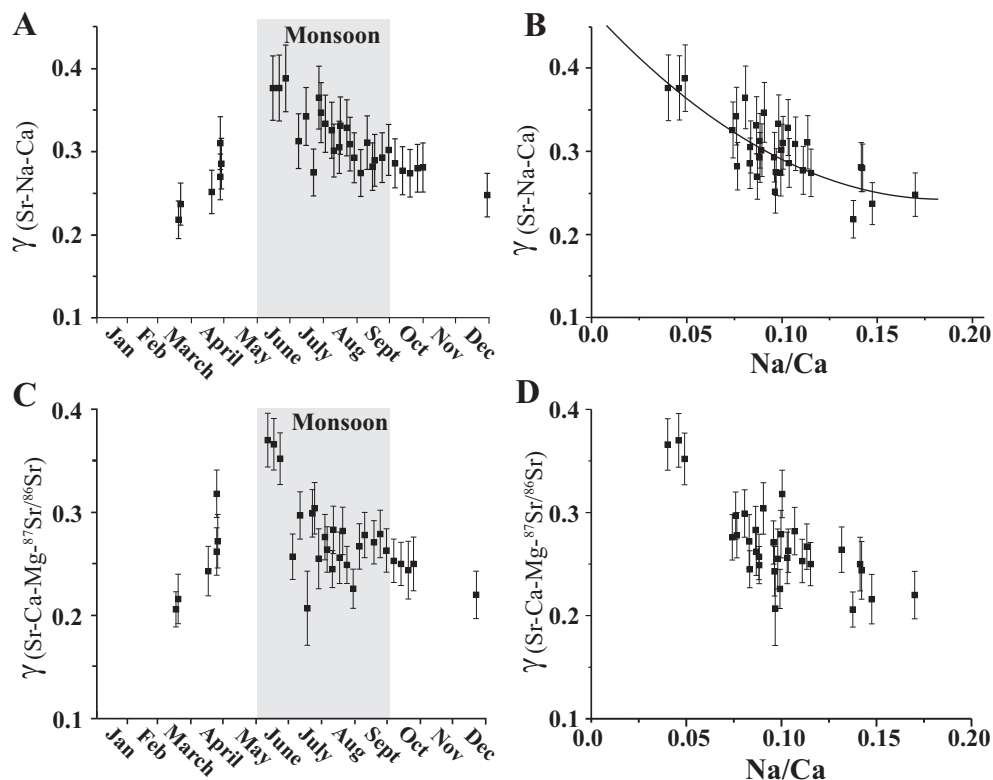 A
Monsoon
γ (Sr-Na-Ca)
0.4
0.3
0.2
0.1
Jan Feb March April May June July Aug Sept Oct Nov Dec
B
γ (Sr-Na-Ca)
0.4
0.3
0.2
0.1
0.0 0.05 0.10 0.15 0.20
Na/Ca
C
Monsoon
γ (Sr-Ca-Mg-⁸⁷Sr/⁸⁶Sr)
0.4
0.3
0.2
0.1
Jan Feb March April May June July Aug Sept Oct Nov Dec
D
γ (Sr-Ca-Mg-⁸⁷Sr/⁸⁶Sr)
0.4
0.3
0.2
0.1
0.00 0.05 0.10 0.15 0.20
Na/Ca